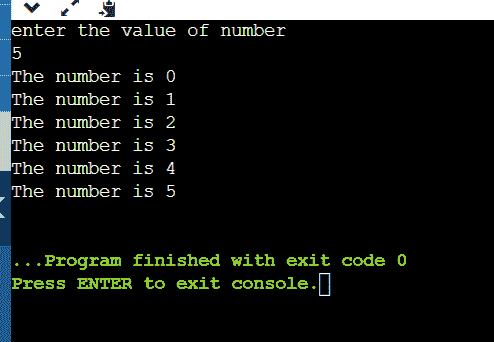 enter the value of number
5
The number is 0
The number is 1
The number is 2
The number is 3
The number is 4
The number is 5
...Program finished with exit code 0
Press ENTER to exit console.